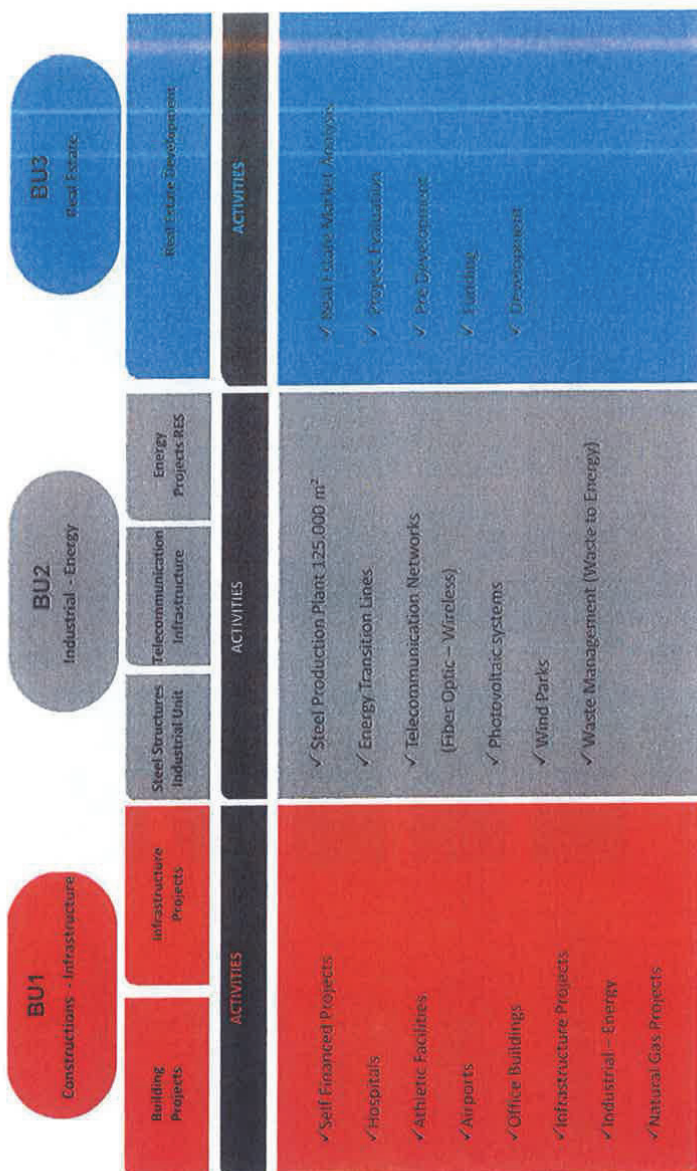 BU1
Constructions - Infrastructure
Building
Projects
Infrastructure
Projects
ACTIVITIES
✓ Self Financed Projects
✓ Hospitals
✓ Athletic Facilities
✓ Airports
✓ Office Buildings
✓ Infrastructure Projects
✓ Industrial – Energy
✓ Natural Gas Projects
BU2
Industrial - Energy
Steel Structures
Industrial Unit
Telecommunication
Infrastructure
Energy
Projects RES
ACTIVITIES
✓ Steel Production Plant 125.000 m²
✓ Energy Transition Lines
✓ Telecommunication Networks
(Fiber Optic – Wireless)
✓ Photovoltaic systems
✓ Wind Parks
✓ Waste Management (Waste to Energy)
BU3
Real Estate
Real Estate Development
ACTIVITIES
✓ Real Estate Market Analysis
✓ Project Evaluation
✓ Pre Development
✓ Funding
✓ Development